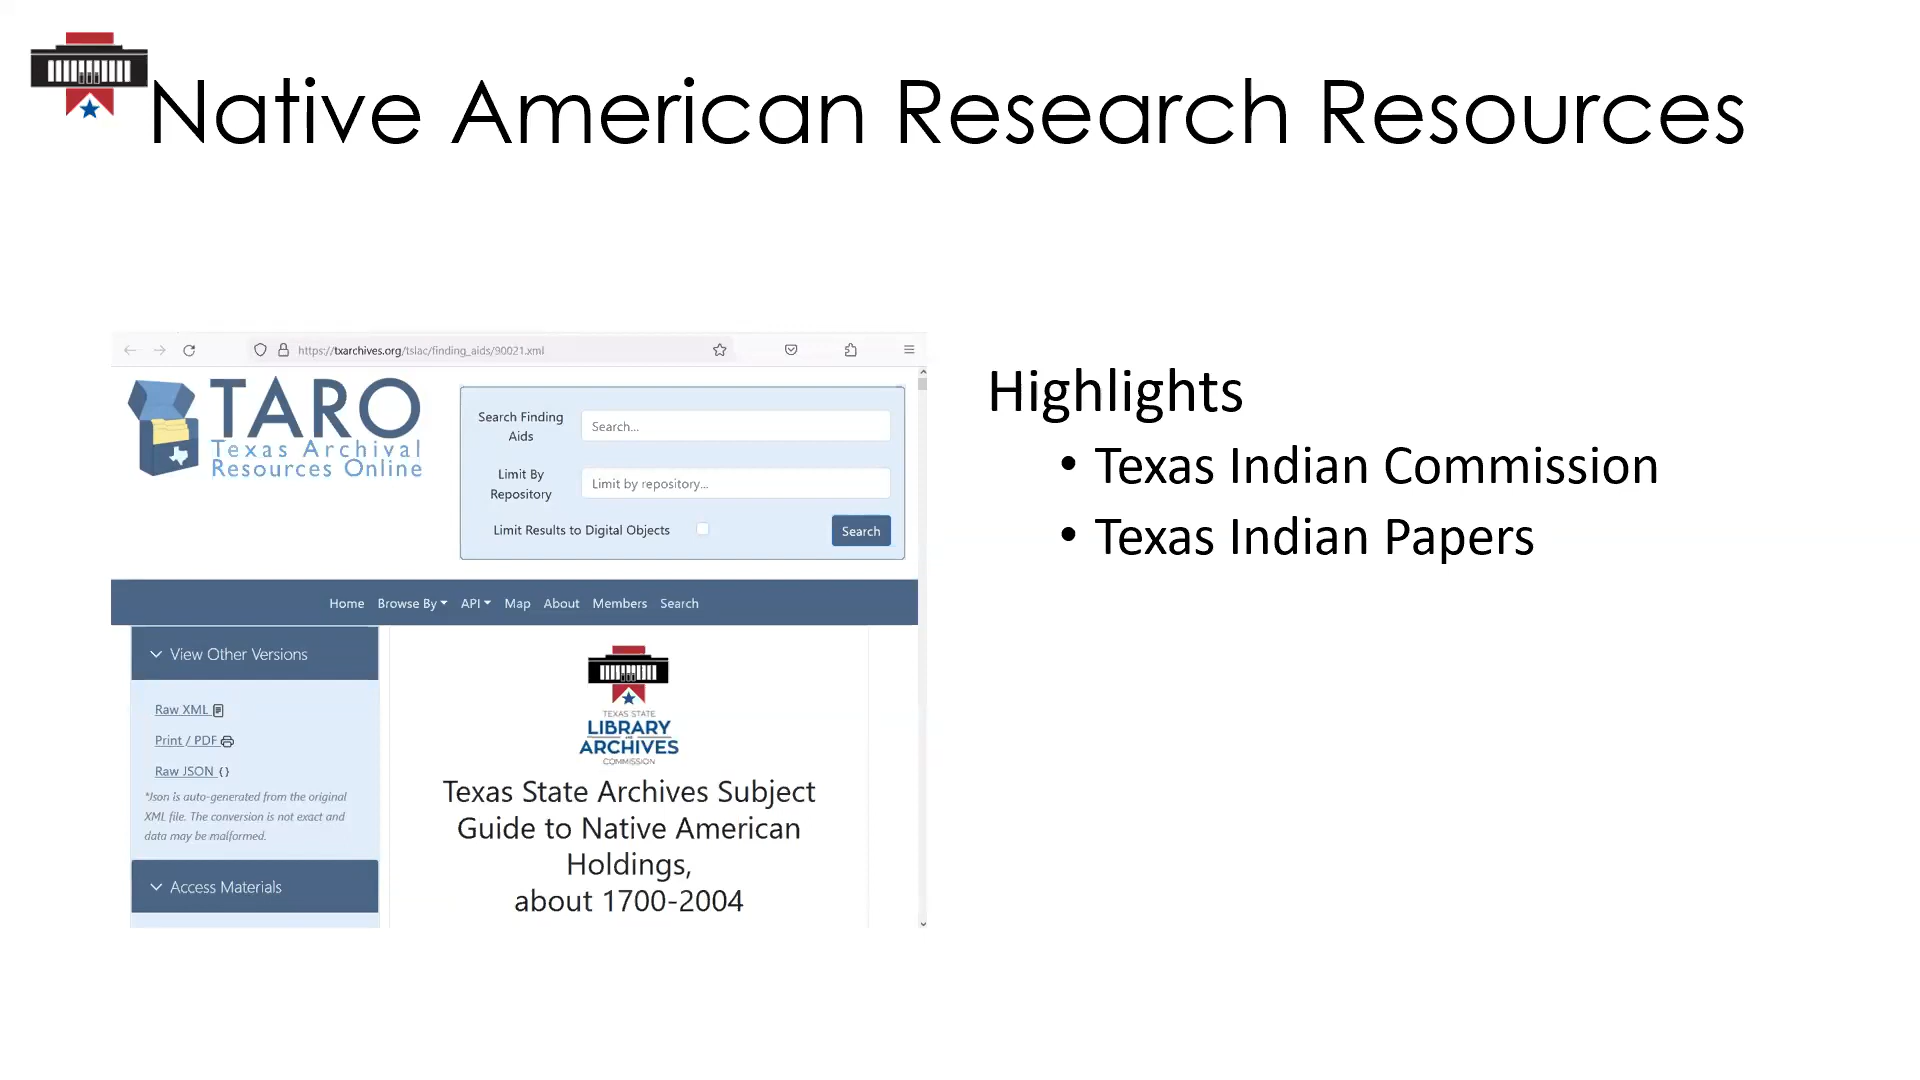 Native American Research Resources
https://txarchives.org/tslac/finding_aids/90021.xml
TARO
Texas Archival
Resources Online
Search Finding
Aids
Search...
Limit By
Repository
Limit by repository...
Limit Results to Digital Objects
Search
Home Browse By API Map About Members Search
View Other Versions
Raw XML
Print / PDF
Raw JSON {}
*Json is auto-generated from the original
XML file. The conversion is not exact and
data may be malformed.
Access Materials
TEXAS STATE
LIBRARY
AND
ARCHIVES
COMMISSION
Texas State Archives Subject
Guide to Native American
Holdings,
about 1700-2004
Highlights
• Texas Indian Commission
• Texas Indian Papers